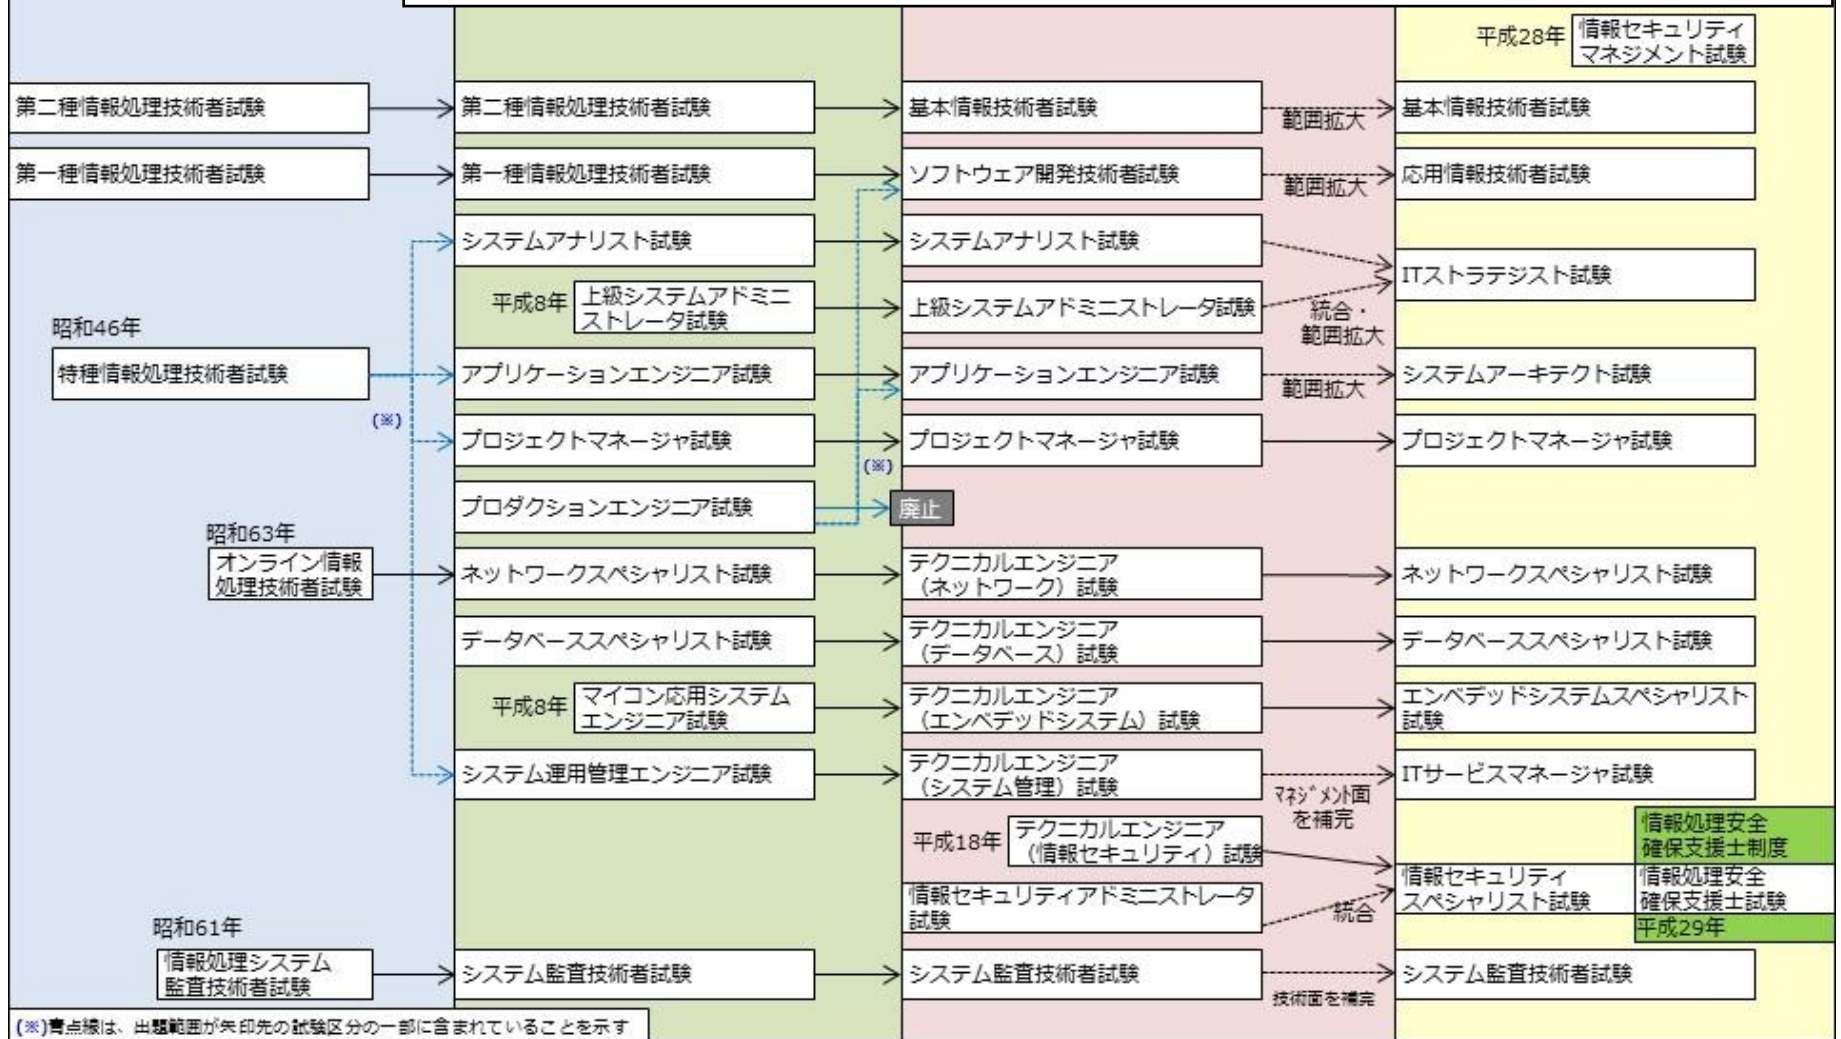 平成28年
情報セキュリティ
マネジメント試験
第二種情報処理技術者試験
第二種情報処理技術者試験
基本情報技術者試験
範囲拡大
基本情報技術者試験
第一種情報処理技術者試験
第一種情報処理技術者試験
ソフトウェア開発技術者試験
範囲拡大
応用情報技術者試験
システムアナリスト試験
システムアナリスト試験
ITストラテジスト試験
平成8年
上級システムアドミニ
ストレータ試験
上級システムアドミニストレータ試験
統合・
範囲拡大
昭和46年
特種情報処理技術者試験
(※)
アプリケーションエンジニア試験
アプリケーションエンジニア試験
範囲拡大
システムアーキテクト試験
プロジェクトマネージャ試験
プロジェクトマネージャ試験
プロジェクトマネージャ試験
(※)
プロダクションエンジニア試験
廃止
昭和63年
オンライン情報
処理技術者試験
ネットワークスペシャリスト試験
テクニカルエンジニア
（ネットワーク）試験
ネットワークスペシャリスト試験
データベーススペシャリスト試験
テクニカルエンジニア
（データベース）試験
データベーススペシャリスト試験
平成8年
マイコン応用システム
エンジニア試験
テクニカルエンジニア
（エンベデッドシステム）試験
エンベデッドシステムスペシャリスト
試験
システム運用管理エンジニア試験
テクニカルエンジニア
（システム管理）試験
ﾏﾈｼﾞﾒﾝﾄ面
を補完
ITサービスマネージャ試験
平成18年
テクニカルエンジニア
（情報セキュリティ）試験
情報セキュリティアドミニストレータ
試験
統合
情報セキュリティ
スペシャリスト試験
情報処理安全
確保支援士制度
情報処理安全
確保支援士試験
平成29年
昭和61年
情報処理システム
監査技術者試験
システム監査技術者試験
システム監査技術者試験
技術面を補完
システム監査技術者試験
(※)青点線は、出題範囲が矢印先の試験区分の一部に含まれていることを示す